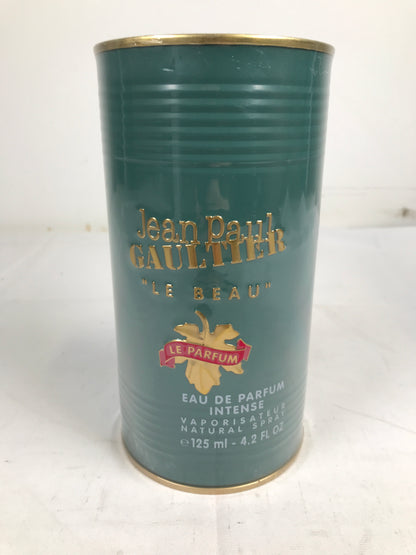 Jean Paul
GAULTIER
"LE BEAU"
LE PARFUM
EAU DE PARFUM
INTENSE
VAPORISATEUR
NATURAL SPRAY
℮125 ml - 4.2 FL OZ